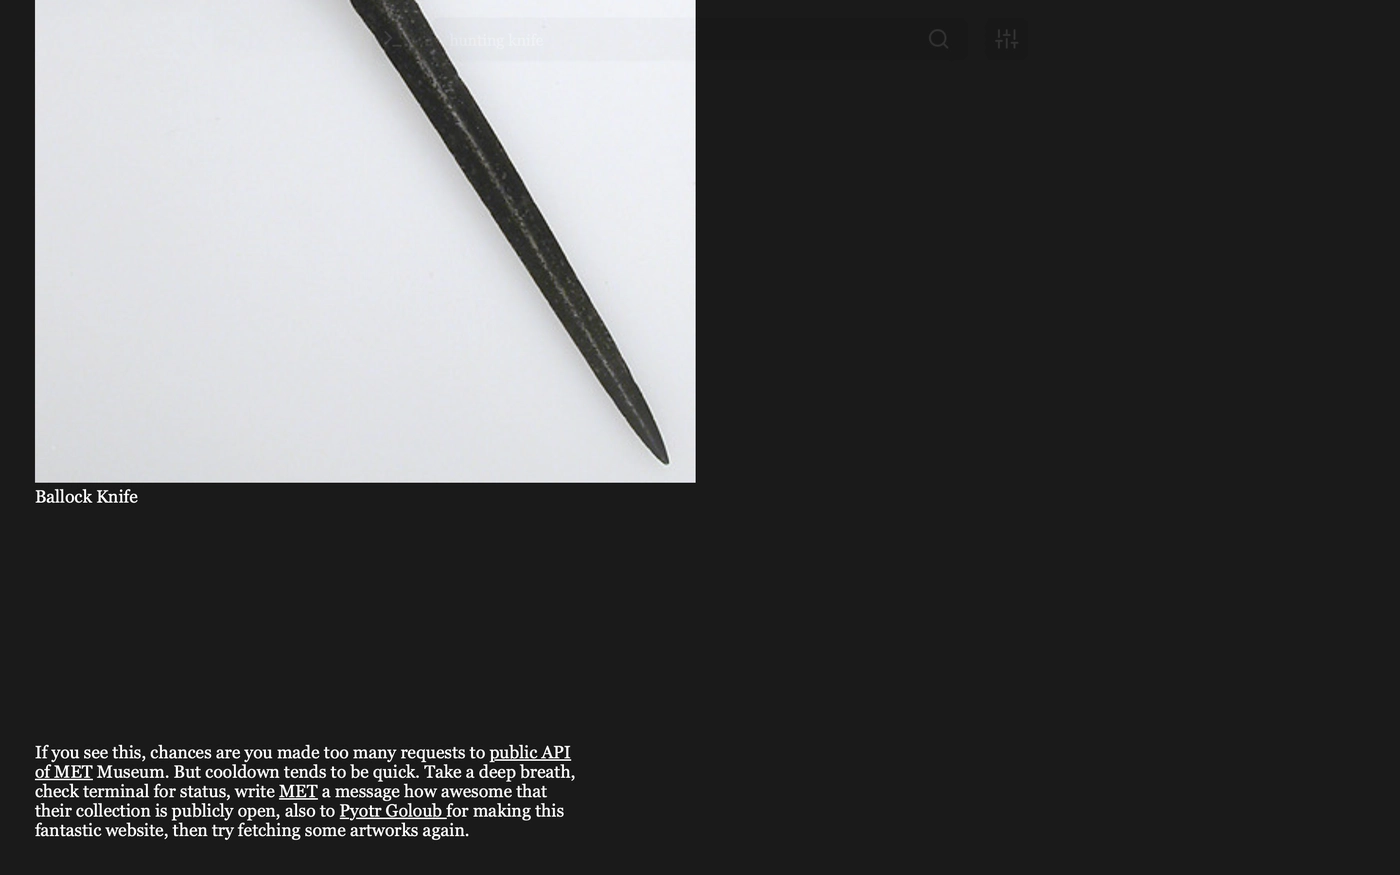 hunting knife
Ballock Knife
If you see this, chances are you made too many requests to public API
of MET Museum. But cooldown tends to be quick. Take a deep breath,
check terminal for status, write MET a message how awesome that
their collection is publicly open, also to Pyotr Goloub for making this
fantastic website, then try fetching some artworks again.